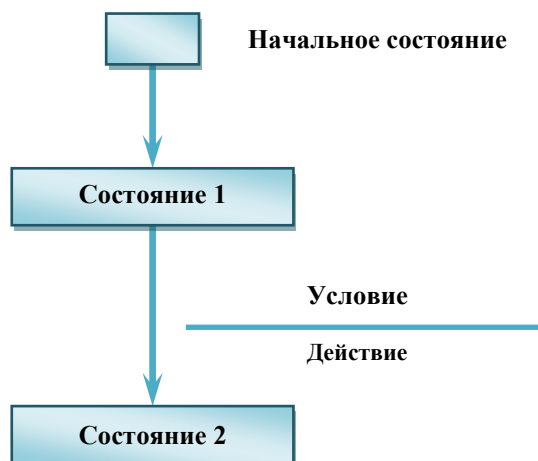 Начальное состояние
Состояние 1
Условие
Действие
Состояние 2